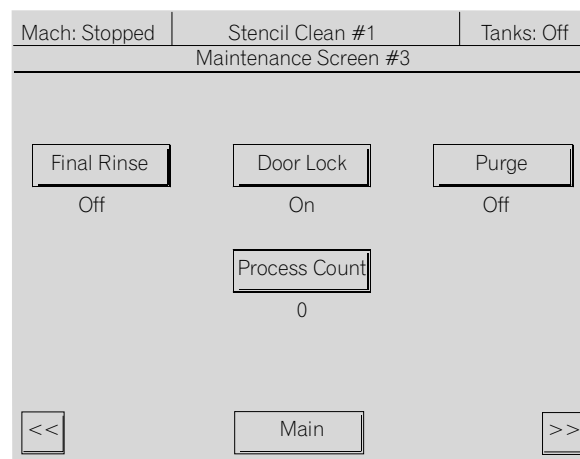 Mach: Stopped Stencil Clean #1 Tanks: Off
Maintenance Screen #3
Final Rinse Door Lock Purge
Off On Off
Process Count
0
<< Main >>